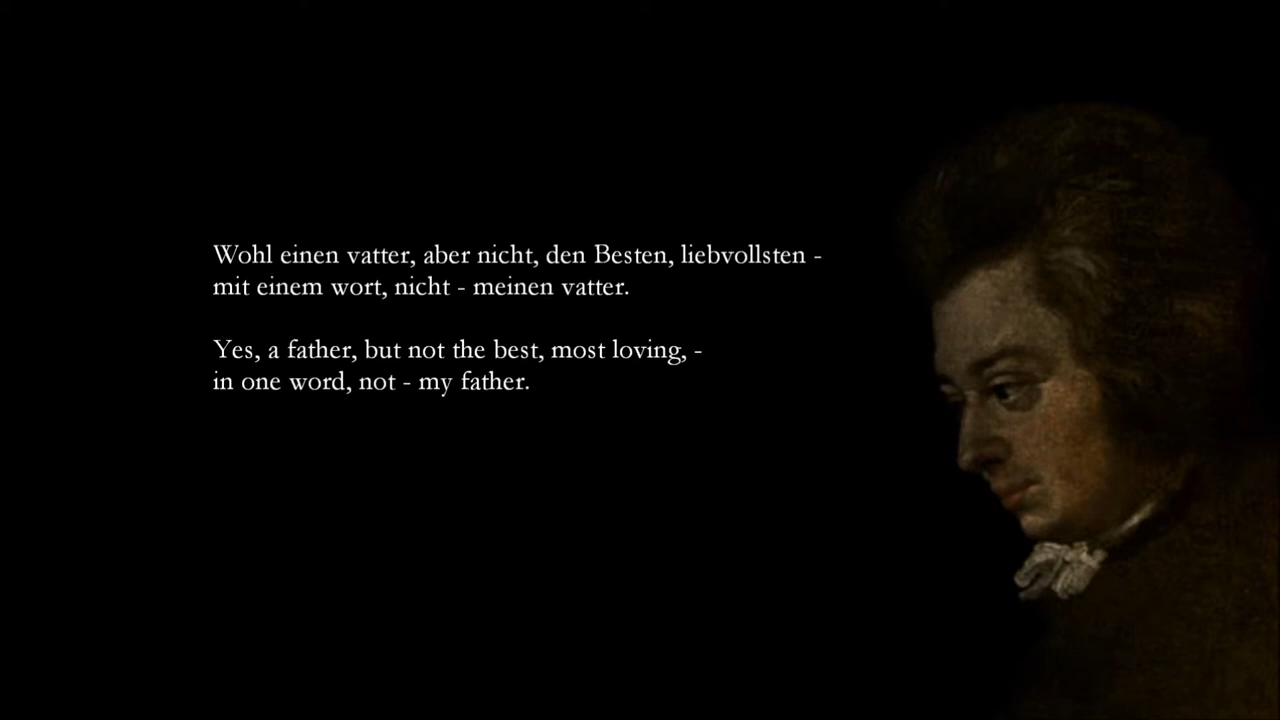 Wohl einen vatter, aber nicht, den Besten, liebvollsten -
mit einem wort, nicht - meinen vatter.
Yes, a father, but not the best, most loving, -
in one word, not - my father.